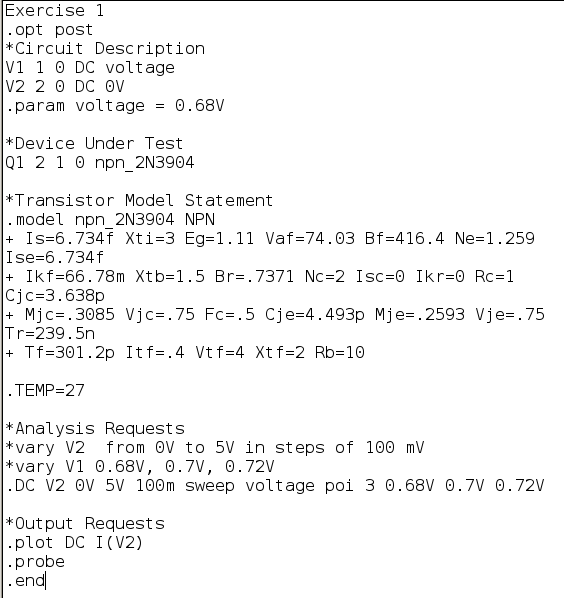 Exercise 1
.opt post
*Circuit Description
V1 1 0 DC voltage
V2 2 0 DC 0V
.param voltage = 0.68V
*Device Under Test
Q1 2 1 0 npn_2N3904
*Transistor Model Statement
.model npn_2N3904 NPN
+ Is=6.734f Xti=3 Eg=1.11 Vaf=74.03 Bf=416.4 Ne=1.259
Ise=6.734f
+ Ikf=66.78m Xtb=1.5 Br=.7371 Nc=2 Isc=0 Ikr=0 Rc=1
Cjc=3.638p
+ Mjc=.3085 Vjc=.75 Fc=.5 Cje=4.493p Mje=.2593 Vje=.75
Tr=239.5n
+ Tf=301.2p Itf=.4 Vtf=4 Xtf=2 Rb=10
.TEMP=27
*Analysis Requests
*vary V2  from 0V to 5V in steps of 100 mV
*vary V1 0.68V, 0.7V, 0.72V
.DC V2 0V 5V 100m sweep voltage poi 3 0.68V 0.7V 0.72V
*Output Requests
.plot DC I(V2)
.probe
.end